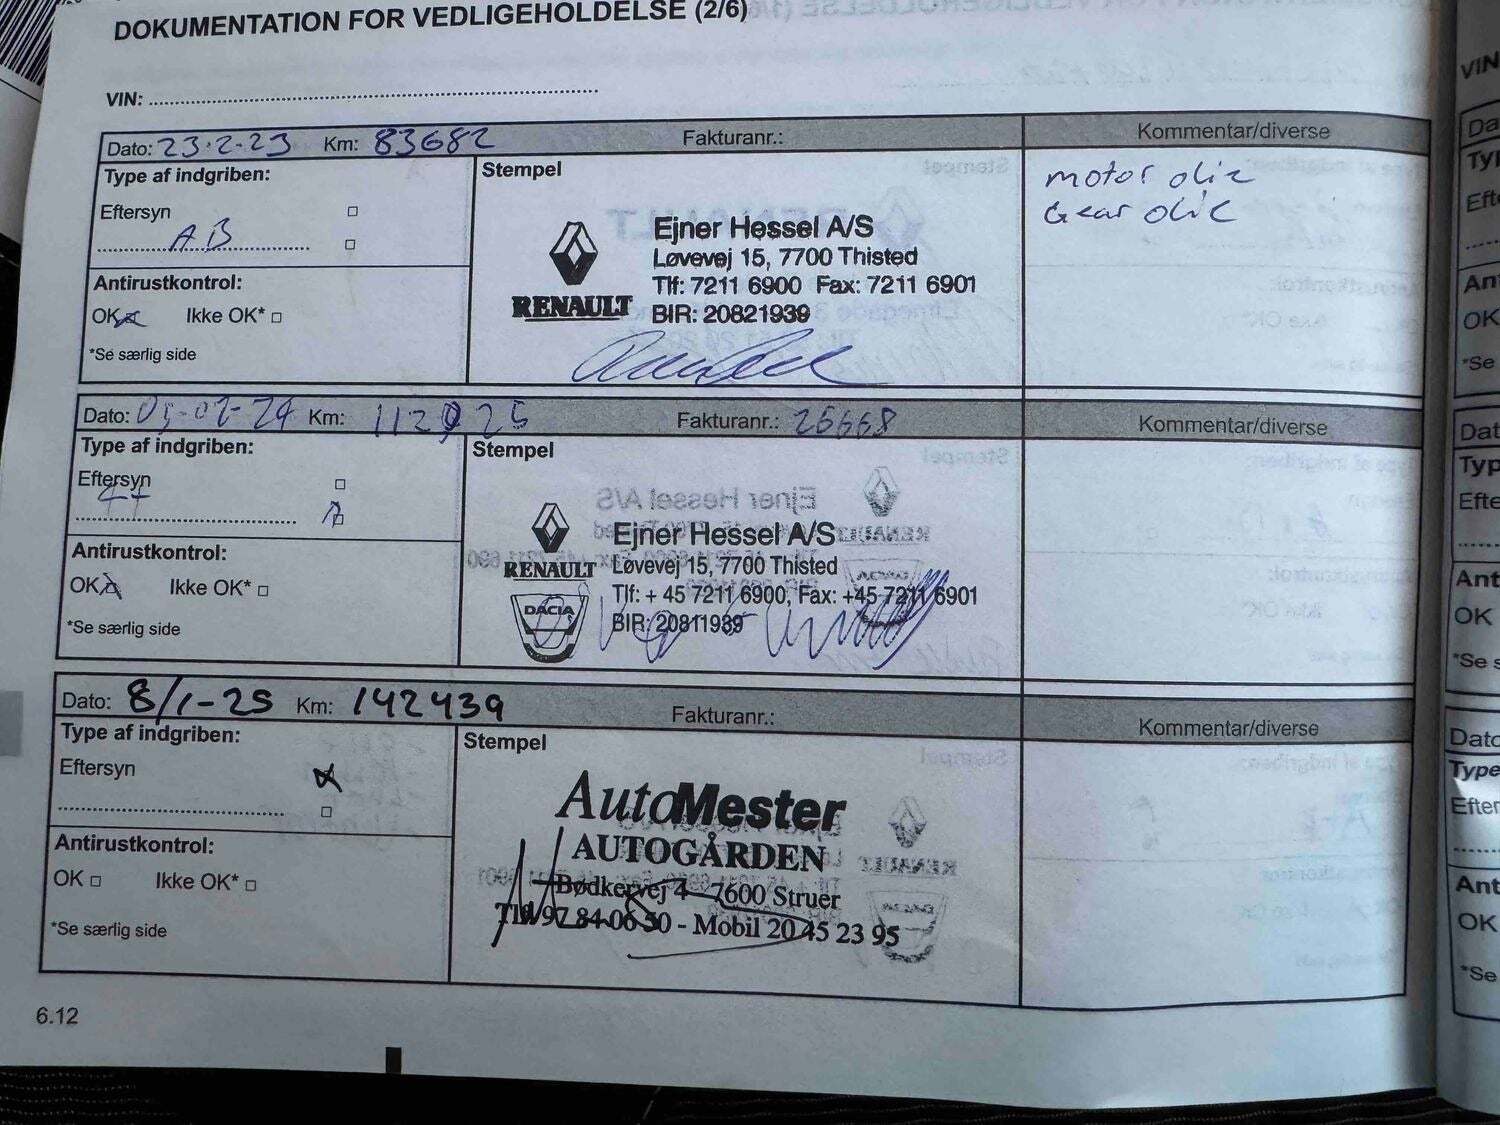 DOKUMENTATION FOR VEDLIGEHOLDELSE (2/6)
VIN:
Dato: 23-2-23 Km: 83682 Fakturanr.: Kommentar/diverse
Type af indgriben:
Stempel
motor olie
Gear olie
Eftersyn
AB
Ejner Hessel A/S
Løvevej 15, 7700 Thisted
Tlf: 7211 6900 Fax: 7211 6901
RENAULT BIR: 20821939
Antirustkontrol:
OK Ikke OK*
*Se særlig side
Dato: 05-02-24 Km: 112925 Fakturanr.: 26668 Kommentar/diverse
Type af indgriben:
Stempel
Eftersyn
Ejner Hessel A/S
RENAULT Løvevej 15, 7700 Thisted
Tlf: + 45 7211 6900, Fax: +45 7211 6901
DACIA BIR: 20811939
Antirustkontrol:
OK Ikke OK*
*Se særlig side
Dato: 8/1-25 Km: 142439 Fakturanr.: Kommentar/diverse
Type af indgriben:
Stempel
Eftersyn
AutoMester
AUTOGÅRDEN
Bødkervej 4 - 7600 Struer
Tlf. 97 84 06 50 - Mobil 20 45 23 95
Antirustkontrol:
OK Ikke OK*
*Se særlig side
6.12
VIN